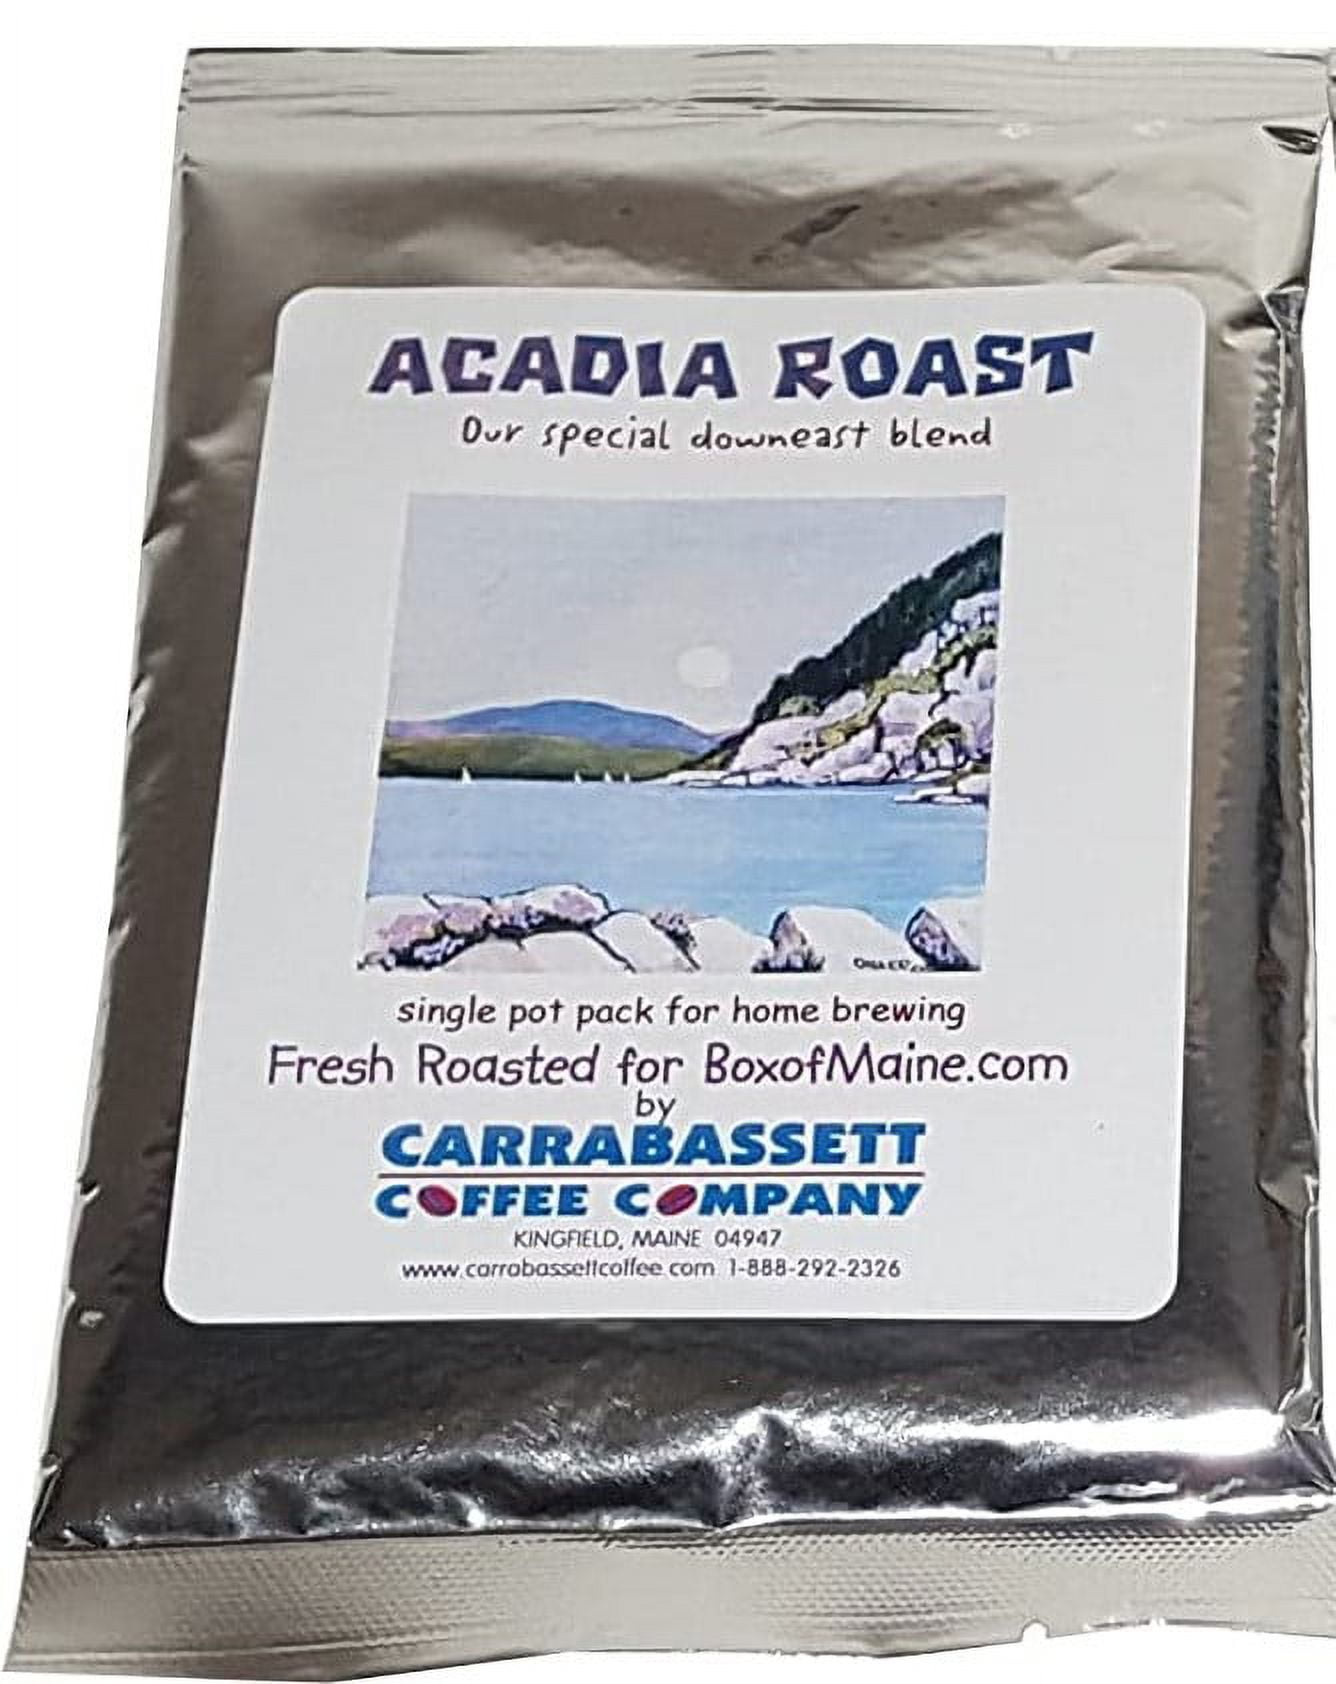 ACADIA ROAST
Our special downeast blend
single pot pack for home brewing
Fresh Roasted for BoxofMaine.com
by
CARRABASSETT
COFFEE COMPANY
KINGFIELD, MAINE 04947
www.carrabassettcoffee.com 1-888-292-2326